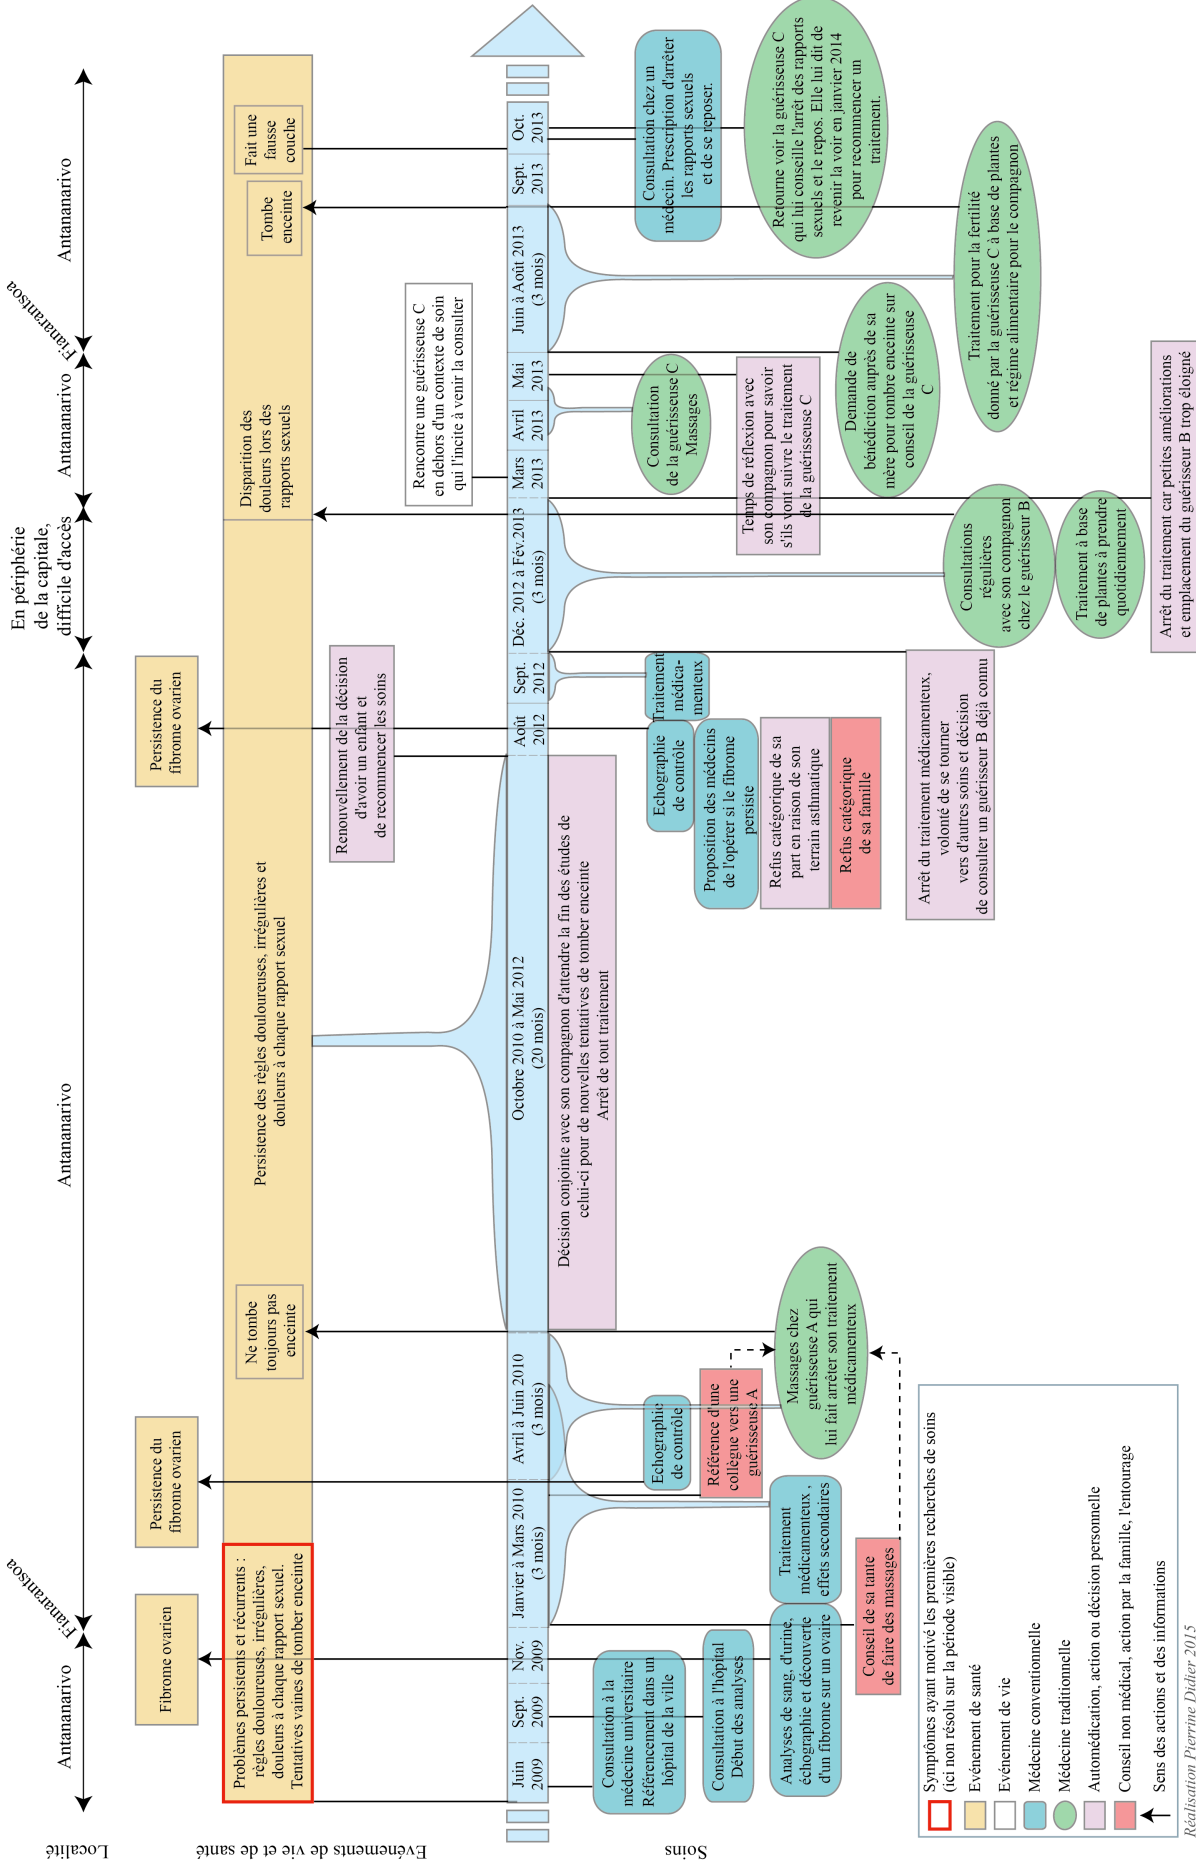 Localité
Antananarivo
Fianarantsoa
Antananarivo
En périphérie
de la capitale,
difficile d'accès
Antananarivo
Fianarantsoa
Antananarivo
Evénements de vie et de santé
Fibrome ovarien
Persistence du
fibrome ovarien
Persistence du
fibrome ovarien
Problèmes persistents et récurrents :
règles douloureuses, irrégulières,
douleurs à chaque rapport sexuel.
Tentatives vaines de tomber enceinte
Ne tombe
toujours pas
enceinte
Persistence des règles douloureuses, irrégulières et
douleurs à chaque rapport sexuel
Disparition des
douleurs lors des
rapports sexuels
Tombe
enceinte
Fait une
fausse
couche
Renouvellement de la décision
d'avoir un enfant et
de recommencer les soins
Rencontre une guérisseuse C
en dehors d'un contexte de soin
qui l'incite à venir la consulter
Juin
2009
Sept.
2009
Nov.
2009
Janvier à Mars 2010
(3 mois)
Avril à Juin 2010
(3 mois)
Octobre 2010 à Mai 2012
(20 mois)
Août
2012
Sept.
2012
Déc. 2012 à Fév.2013
(3 mois)
Mars
2013
Avril
2013
Mai
2013
Juin à Août 2013
(3 mois)
Sept.
2013
Oct.
2013
Soins
Consultation à la
médecine universitaire
Référencement dans un
hôpital de la ville
Consultation à l'hôpital
Début des analyses
Analyses de sang, d'urine,
échographie et découverte
d'un fibrome sur un ovaire
Conseil de sa tante
de faire des massages
Traitement
médicamenteux ,
effets secondaires
Echographie
de contrôle
Référence d'une
collègue vers une
guérisseuse A
Massages chez
guérisseuse A qui
lui fait arrêter son traitement
médicamenteux
Décision conjointe avec son compagnon d'attendre la fin des études de
celui-ci pour de nouvelles tentatives de tomber enceinte
Arrêt de tout traitement
Echographie
de contrôle
Proposition des médecins
de l'opérer si le fibrome
persiste
Refus catégorique de sa
part en raison de son
terrain asthmatique
Refus catégorique
de sa famille
Traitement
médica-
menteux
Arrêt du traitement médicamenteux,
volonté de se tourner
vers d'autres soins et décision
de consulter un guérisseur B déjà connu
Consultations
régulières
avec son compagnon
chez le guérisseur B
Traitement à base
de plantes à prendre
quotidiennement
Arrêt du traitement car petites améliorations
et emplacement du guérisseur B trop éloigné
Consultation
de la guérisseuse C
Massages
Temps de réflexion avec
son compagnon pour savoir
s'ils vont suivre le traitement
de la guérisseuse C
Demande de
bénédiction auprès de sa
mère pour tombre enceinte sur
conseil de la guérisseuse
C
Traitement pour la fertilité
donné par la guérisseuse C à base de plantes
et régime alimentaire pour le compagnon
Consultation chez un
médecin. Prescription d'arrêter
les rapports sexuels
et de se reposer.
Retourne voir la guérisseuse C
qui lui conseille l'arrêt des rapports
sexuels et le repos. Elle lui dit de
revenir la voir en janvier 2014
pour recommencer un
traitement.
Symptômes ayant motivé les premières recherches de soins
(ici non résolu sur la période visible)
Evénement de santé
Evénement de vie
Médecine conventionnelle
Médecine traditionnelle
Automédication, action ou décision personnelle
Conseil non médical, action par la famille, l'entourage
Sens des actions et des informations
Réalisation Pierrine Didier 2015